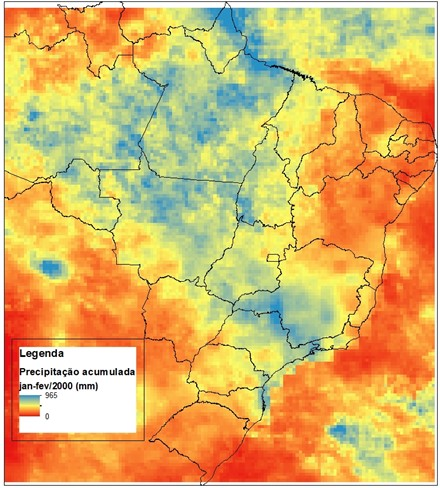 Legenda
Precipitação acumulada
jan-fev/2000 (mm)
965
0